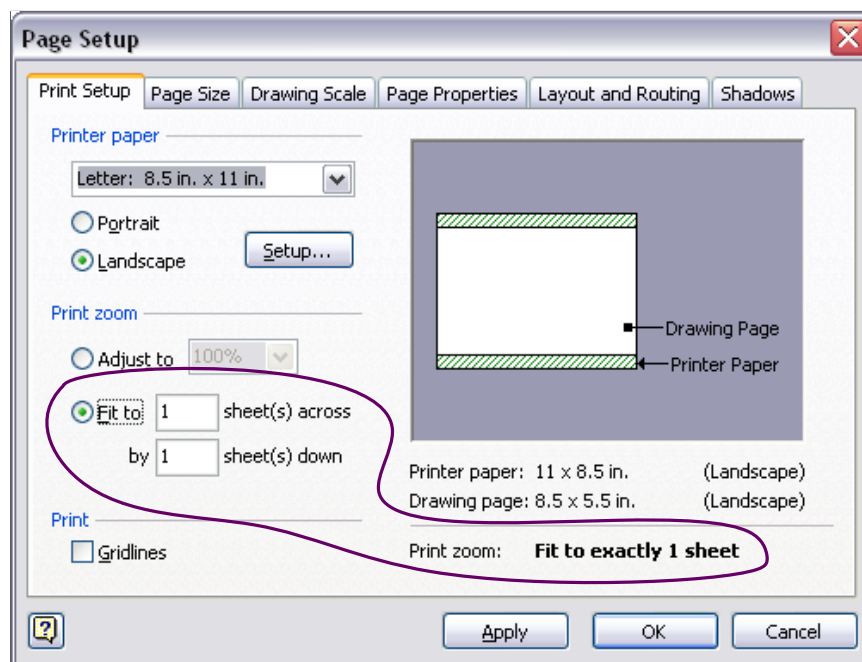 Page Setup
Print Setup Page Size Drawing Scale Page Properties Layout and Routing Shadows
Printer paper
Letter: 8.5 in. x 11 in.
Portrait
Landscape
Setup...
Print zoom
Adjust to 100%
Fit to 1 sheet(s) across
by 1 sheet(s) down
Print
Gridlines
Drawing Page
Printer Paper
Printer paper: 11 x 8.5 in. (Landscape)
Drawing page: 8.5 x 5.5 in. (Landscape)
Print zoom: Fit to exactly 1 sheet
?
Apply OK Cancel